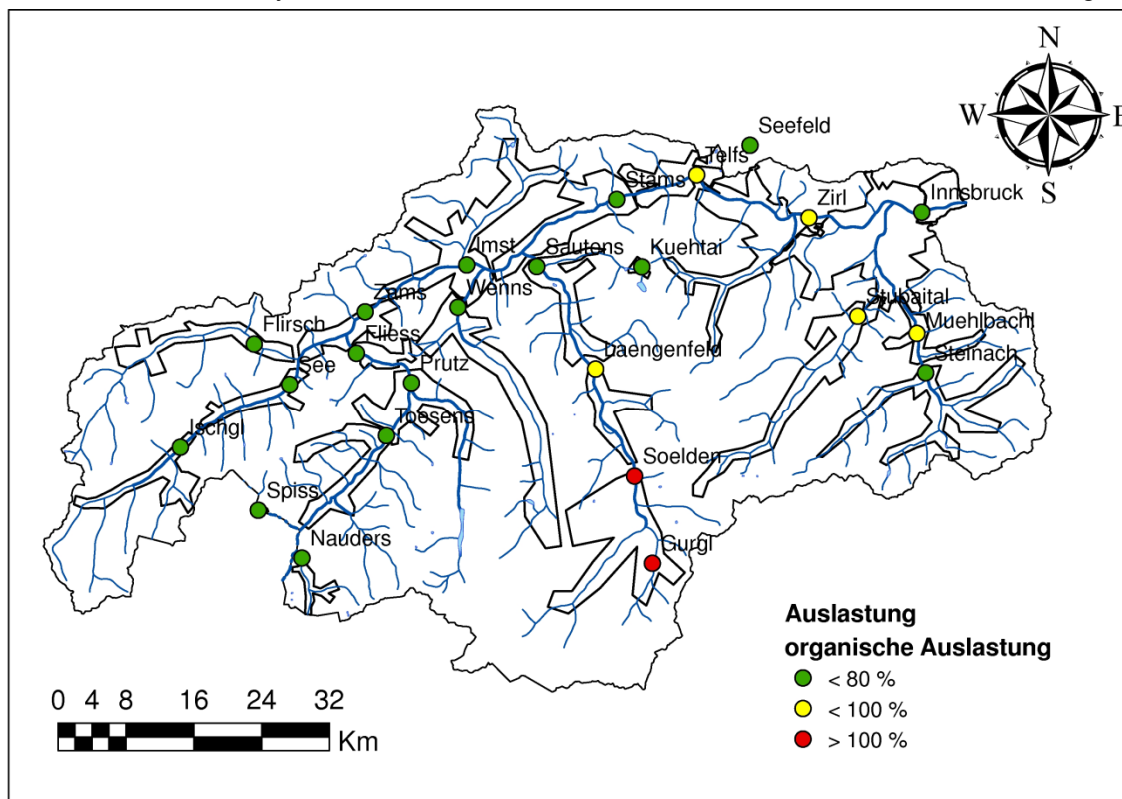 N
W
E
S
Seefeld
Telfs
Stams
Zirl
Innsbruck
Imst
Sautens
Kuehtai
Wenns
Zams
Stubaital
Flirsch
Fliess
Muehlbachl
See
Prutz
Laengenfeld
Steinach
Ischgl
Toesens
Soelden
Spiss
Nauders
Gurgl
Auslastung
organische Auslastung
< 80 %
< 100 %
> 100 %
0 4 8 16 24 32
Km